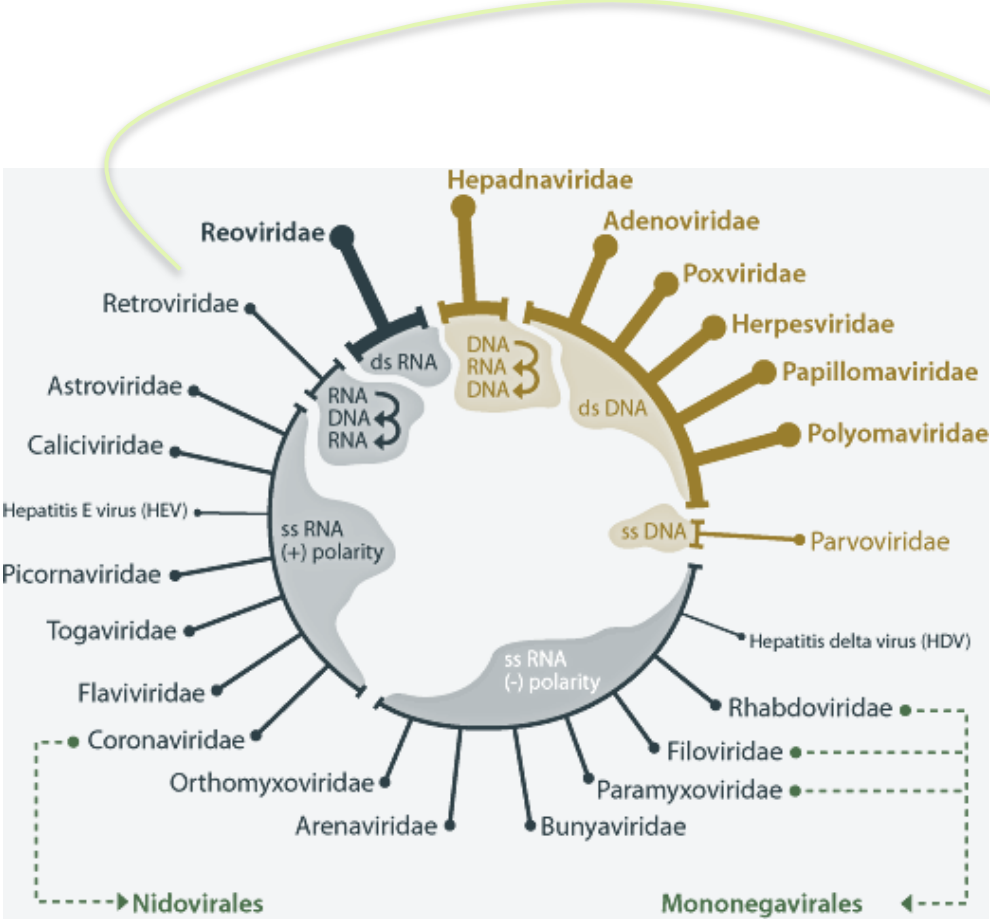 Hepadnaviridae
Adenoviridae
Reoviridae
Poxviridae
Retroviridae
Herpesviridae
DNA
RNA
DNA
ds RNA
Papillomaviridae
Astroviridae
RNA
DNA
RNA
ds DNA
Polyomaviridae
Caliciviridae
Hepatitis E virus (HEV)
ss RNA
(+) polarity
ss DNA
Parvoviridae
Picornaviridae
Togaviridae
Hepatitis delta virus (HDV)
ss RNA
(-) polarity
Flaviviridae
Rhabdoviridae
Coronaviridae
Filoviridae
Orthomyxoviridae
Paramyxoviridae
Arenaviridae
Bunyaviridae
Nidovirales
Mononegavirales